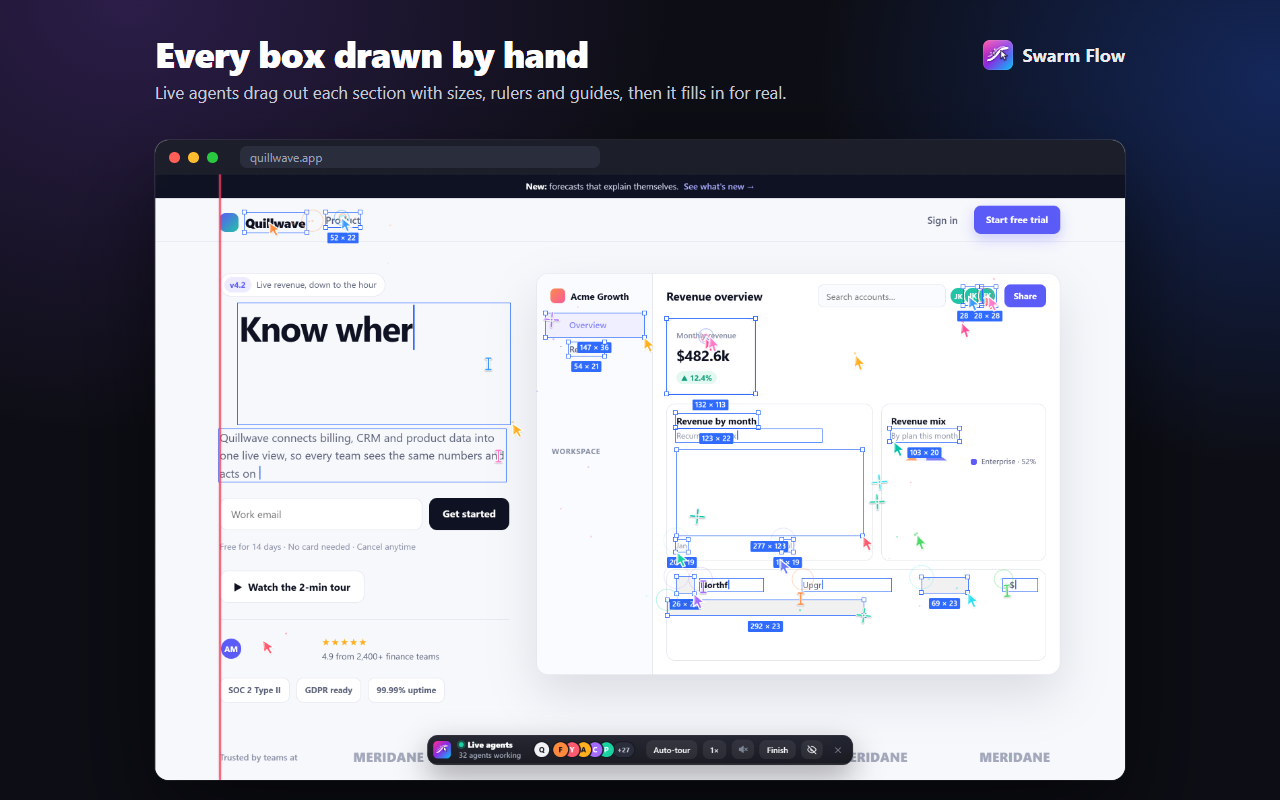 Every box drawn by hand
Swarm Flow
Live agents drag out each section with sizes, rulers and guides, then it fills in for real.
quillwave.app
New: forecasts that explain themselves. See what's new →
Quillwave
Product
52 × 22
Sign in
Start free trial
v4.2 Live revenue, down to the hour
Know wher
Quillwave connects billing, CRM and product data into
one live view, so every team sees the same numbers and
acts on
Work email
Get started
Free for 14 days · No card needed · Cancel anytime
▶ Watch the 2-min tour
AM
★★★★★
4.9 from 2,400+ finance teams
SOC 2 Type II
GDPR ready
99.99% uptime
Acme Growth
Overview
147 × 36
54 × 21
WORKSPACE
Revenue overview
Search accounts...
JK
JK
28 × 28
Share
Monthly revenue
$482.6k
▲ 12.4%
132 × 113
Revenue by month
123 × 22
Revenue mix
By plan this month
103 × 20
Enterprise · 52%
277 × 121
Northf
Upgr
$
69 × 23
292 × 23
Trusted by teams at
MERIDANE
MERIDANE
Live agents
32 agents working
Q F Y A C P +27
Auto-tour
1×
Finish